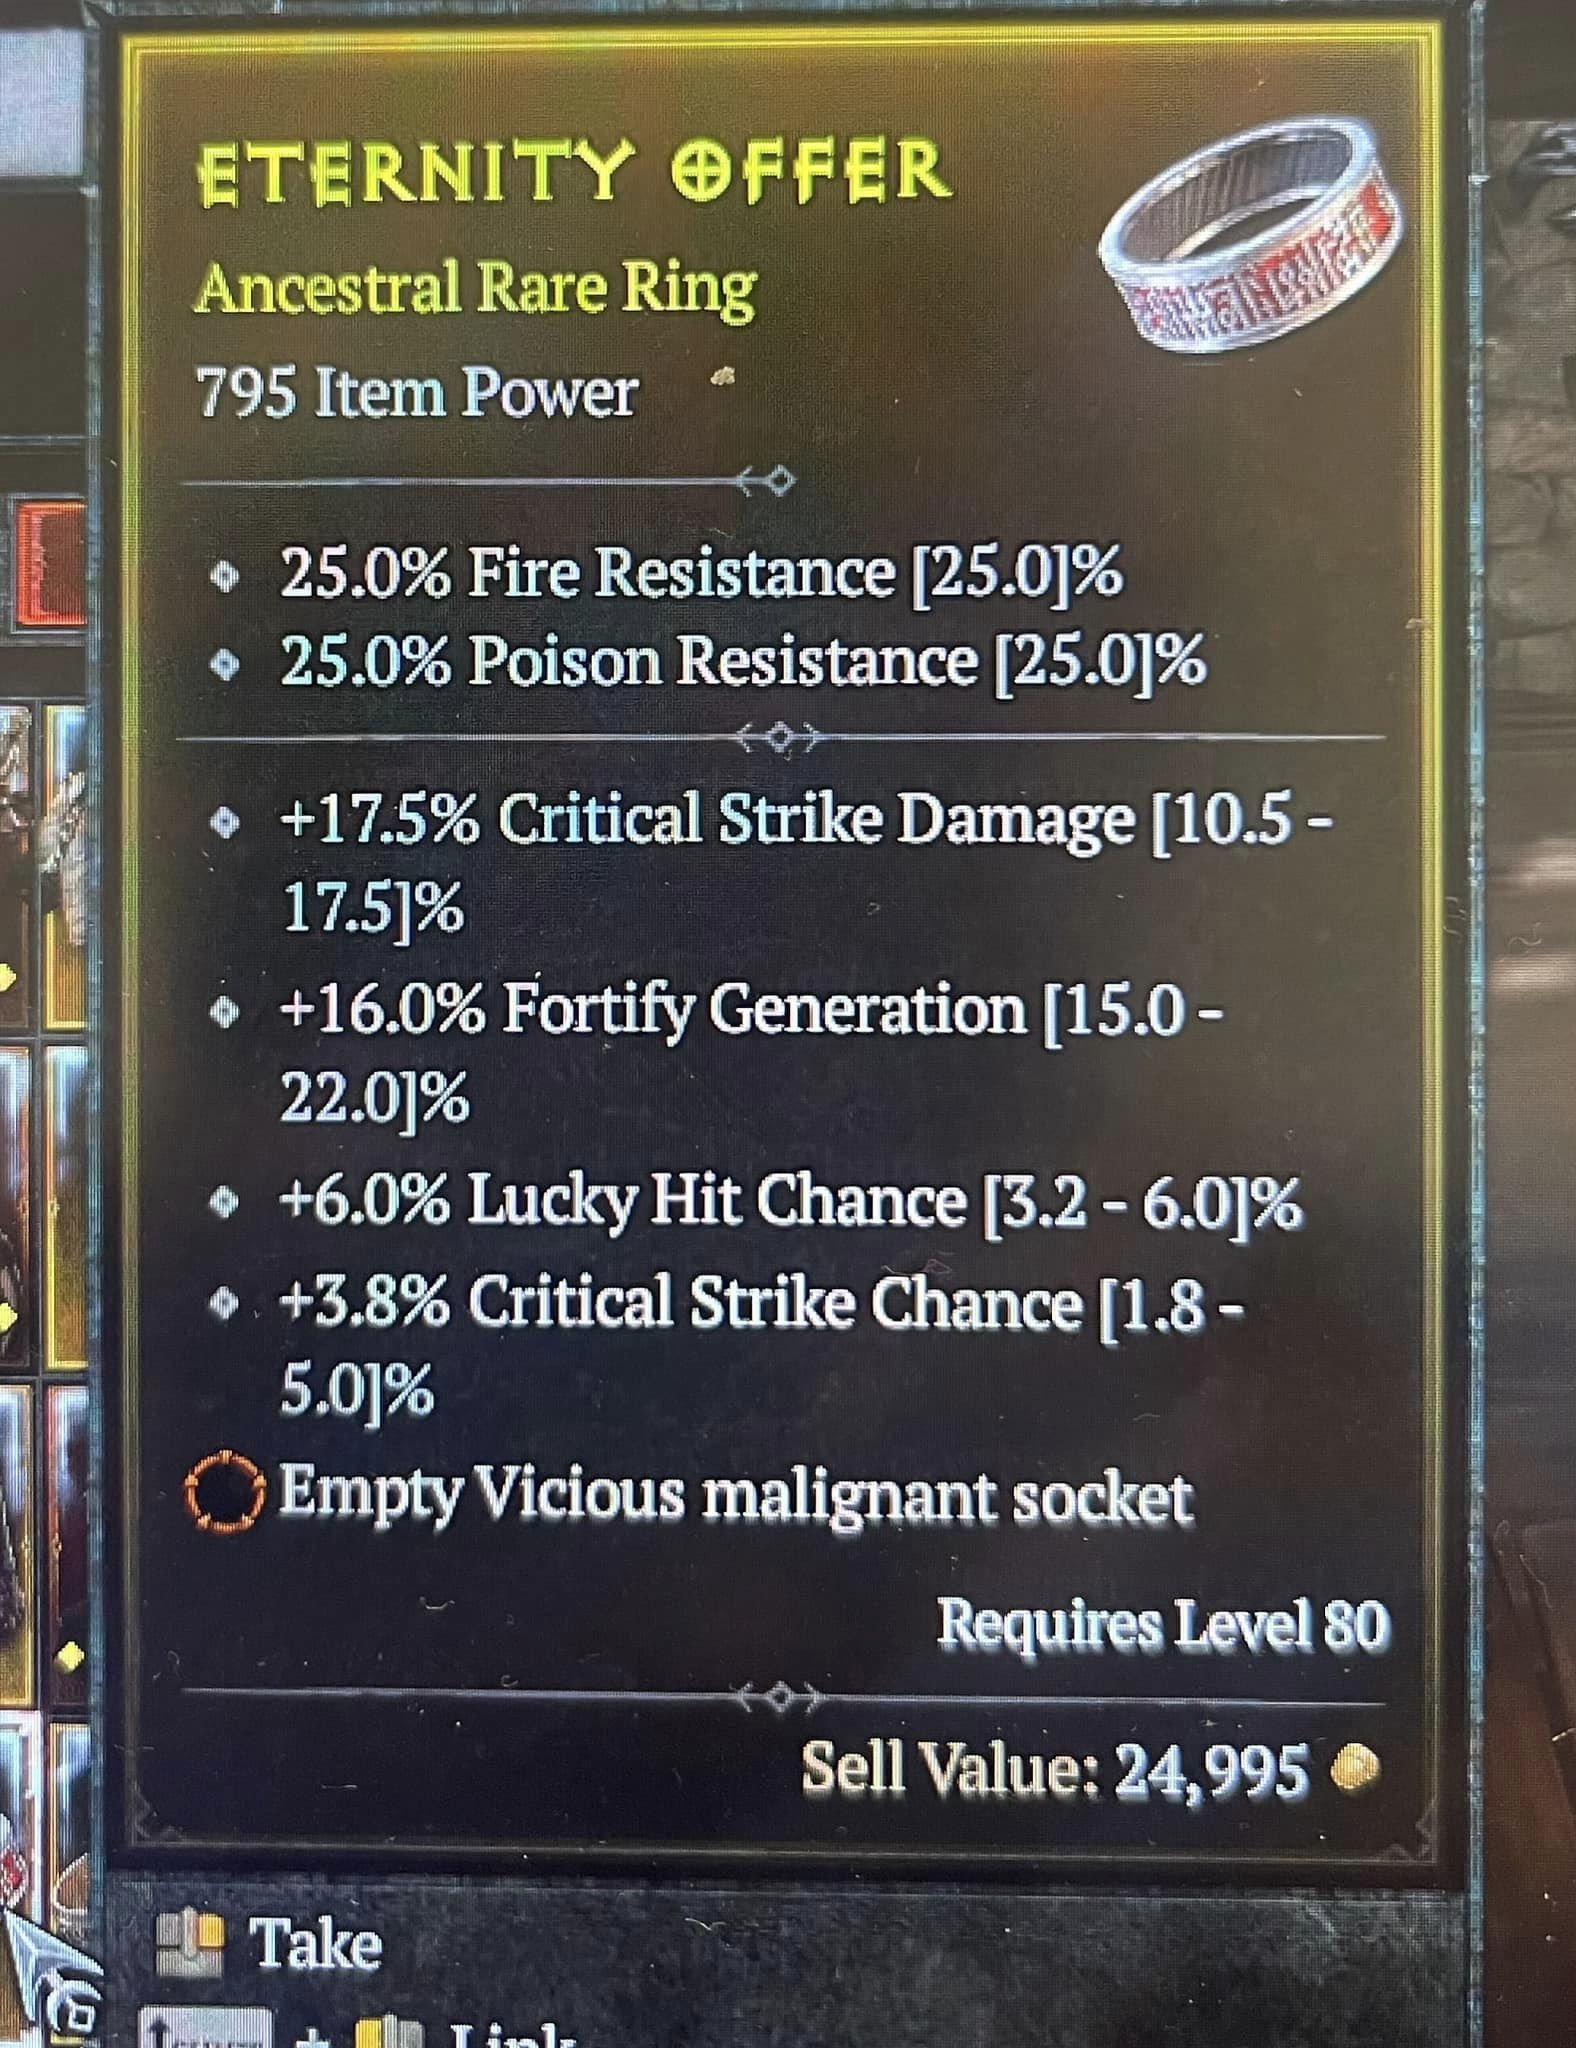 ETERNITY OFFER
Ancestral Rare Ring
795 Item Power
25.0% Fire Resistance [25.0]%
25.0% Poison Resistance [25.0]%
+17.5% Critical Strike Damage [10.5 -
17.5]%
+16.0% Fortify Generation [15.0 -
22.0]%
+6.0% Lucky Hit Chance [3.2 - 6.0]%
+3.8% Critical Strike Chance [1.8 -
5.0]%
Empty Vicious malignant socket
Requires Level 80
Sell Value: 24,995
Take
+ Link